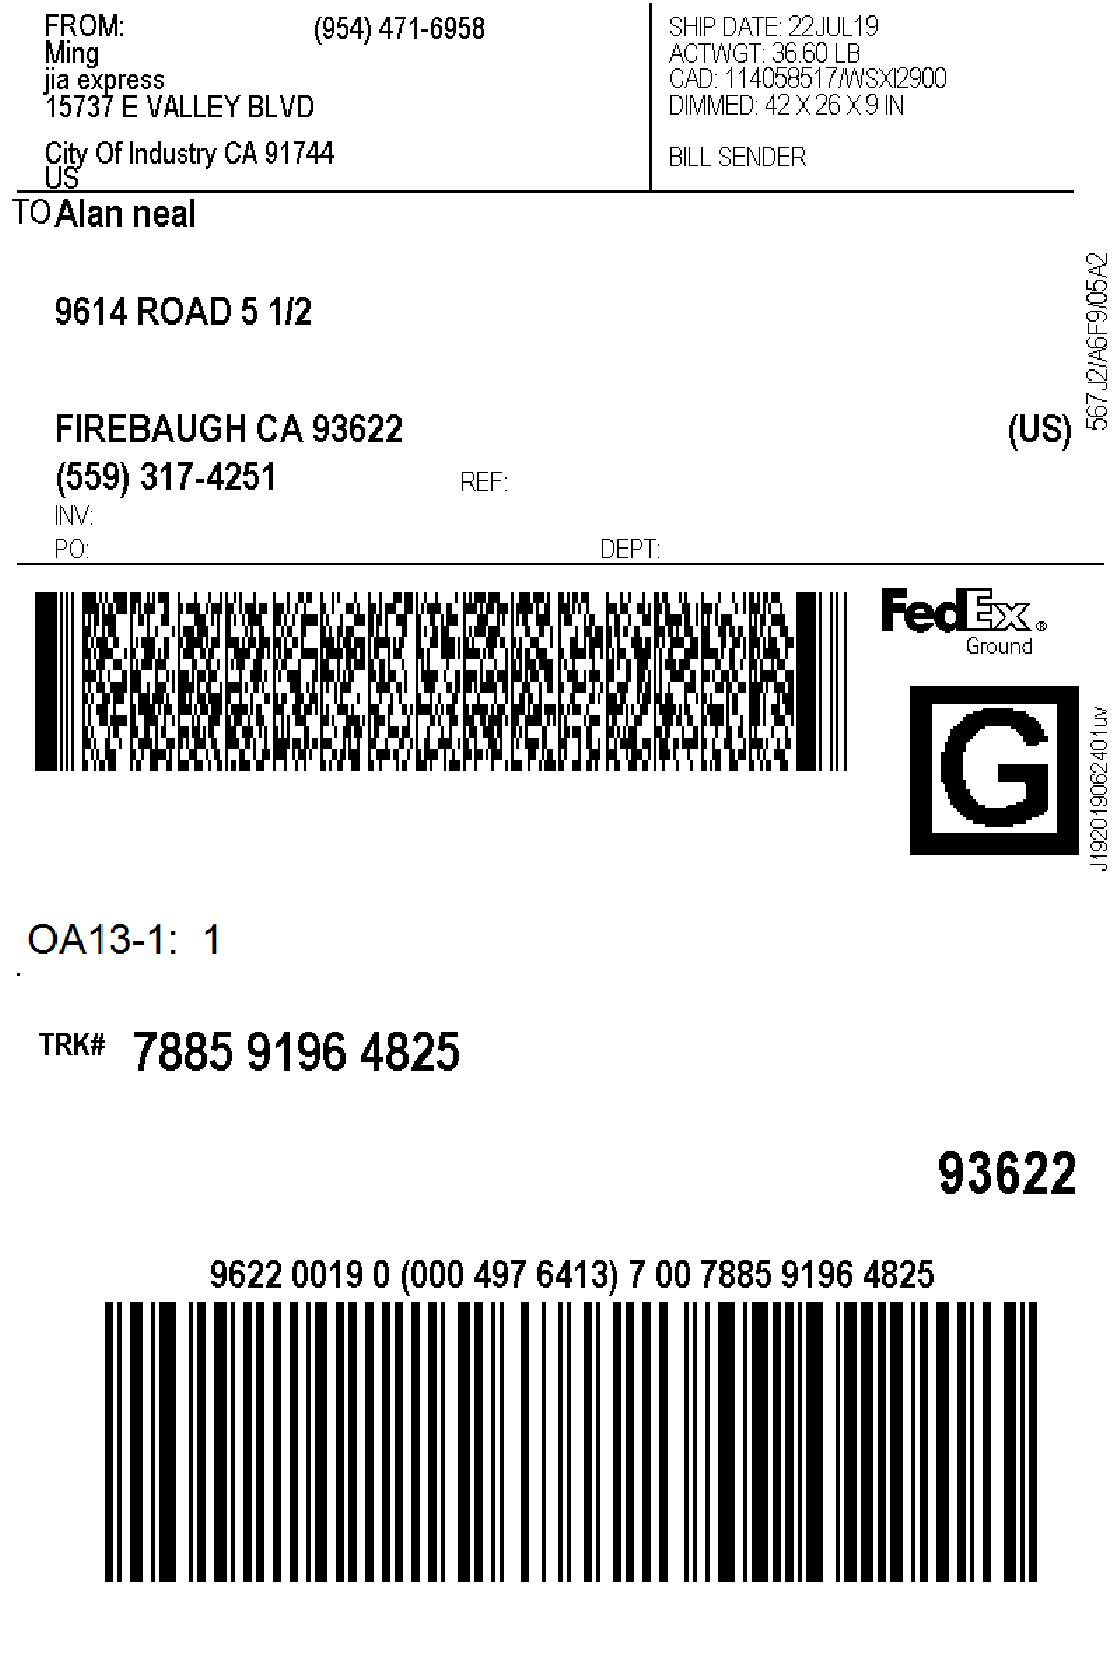 FROM: (954) 471-6958
Ming
jia express
15737 E VALLEY BLVD
City Of Industry CA 91744
US
SHIP DATE: 22JUL19
ACTWGT: 36.60 LB
CAD: 114058517/WSXI2900
DIMMED: 42 X 26 X 9 IN
BILL SENDER
TO Alan neal
9614 ROAD 5 1/2
FIREBAUGH CA 93622 (US)
(559) 317-4251 REF:
INV:
PO: DEPT:
567J2/A6F9/05A2
FedEx ®
Ground
G
J192019062401uv
OA13-1: 1
.
TRK# 7885 9196 4825
93622
9622 0019 0 (000 497 6413) 7 00 7885 9196 4825